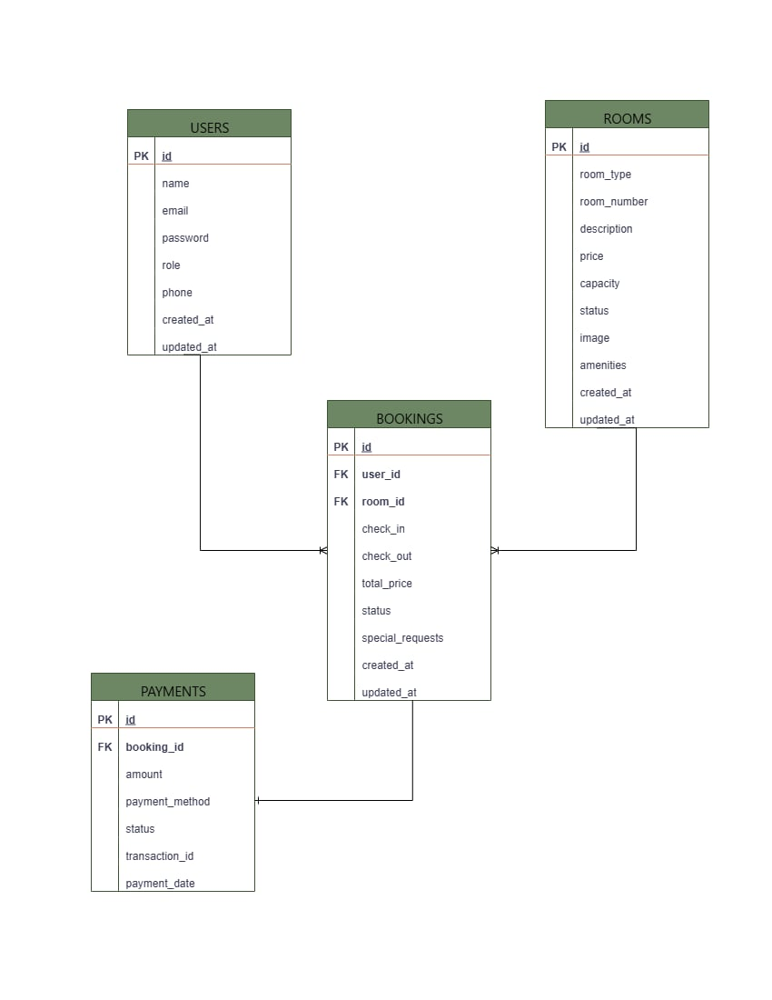 USERS
PK id
name
email
password
role
phone
created_at
updated_at
ROOMS
PK id
room_type
room_number
description
price
capacity
status
image
amenities
created_at
updated_at
BOOKINGS
PK id
FK user_id
FK room_id
check_in
check_out
total_price
status
special_requests
created_at
updated_at
PAYMENTS
PK id
FK booking_id
amount
payment_method
status
transaction_id
payment_date